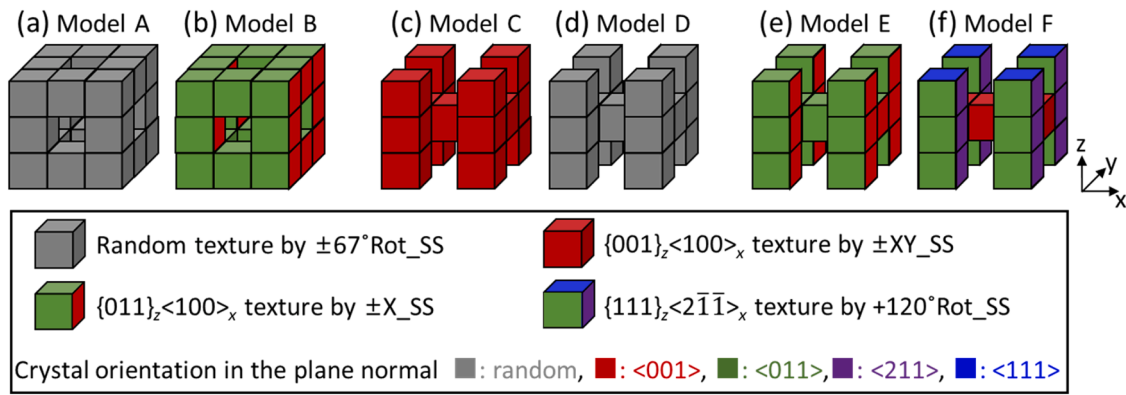 (a) Model A (b) Model B (c) Model C (d) Model D (e) Model E (f) Model F
z
y
x
Random texture by ±67˚Rot_SS
{001}z<100>x texture by ±XY_SS
{011}z<100>x texture by ±X_SS
{111}z<21̅1̅>x texture by +120˚Rot_SS
Crystal orientation in the plane normal : random, : <001>, : <011>, : <211>, : <111>